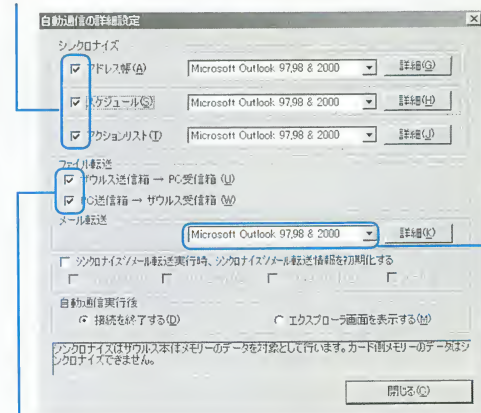 自動通信の詳細設定
シンクロナイズ
アドレス帳(A) Microsoft Outlook 97,98 & 2000 詳細(G)
スケジュール(S) Microsoft Outlook 97,98 & 2000 詳細(H)
アクションリスト(T) Microsoft Outlook 97,98 & 2000 詳細(J)
ファイル転送
ザウルス送信箱 → PC受信箱 (U)
PC送信箱 → ザウルス受信箱 (W)
メール転送
Microsoft Outlook 97,98 & 2000 詳細(K)
シンクロナイズ/メール転送実行時、シンクロナイズ/メール転送情報を初期化する
自動通信実行後
接続を終了する(D) エクスプローラ画面を表示する(M)
シンクロナイズはザウルス本体メモリーのデータを対象として行います。カード側メモリーのデータはシ
ンクロナイズできません。
閉じる(C)